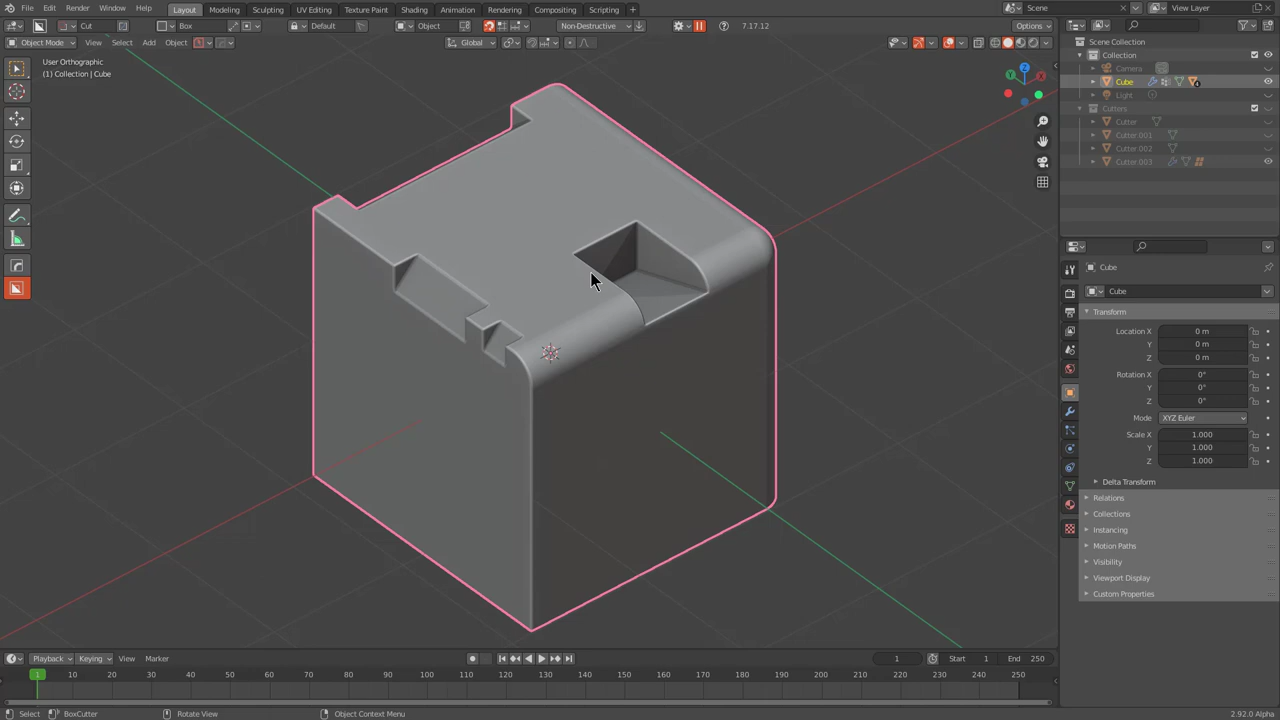 File Edit Render Window Help Layout Modeling Sculpting UV Editing Texture Paint Shading Animation Rendering Compositing Scripting + Scene View Layer
Cut Box Key: Default Object Non-Destructive 7.17.12 Options
Object Mode View Select Add Object Global
User Orthographic
(1) Collection | Cube
Z
Y
X
Scene Collection
Collection
Camera
Cube
Light
Cutters
Cutter
Cutter.001
Cutter.002
Cutter.003
Cube
Cube
Transform
Location X 0 m
Y 0 m
Z 0 m
Rotation X 0°
Y 0°
Z 0°
Mode XYZ Euler
Scale X 1.000
Y 1.000
Z 1.000
Delta Transform
Relations
Collections
Instancing
Motion Paths
Visibility
Viewport Display
Custom Properties
Playback Keying View Marker 1 Start 1 End 250
1 10 20 30 40 50 60 70 80 90 100 110 120 130 140 150 160 170 180 190 200 210 220 230 240 250
Select BoxCutter Rotate View Object Context Menu 2.92.0 Alpha